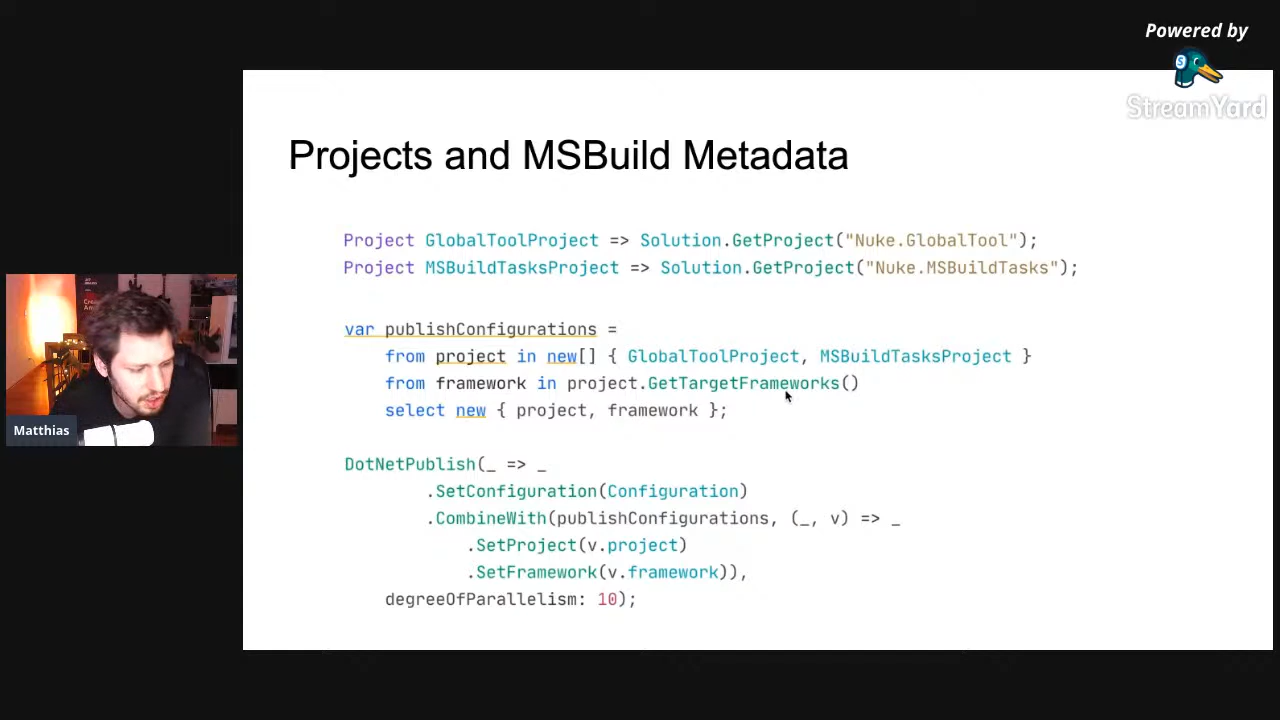 Powered by
StreamYard
Projects and MSBuild Metadata
Project GlobalToolProject => Solution.GetProject("Nuke.GlobalTool");
Project MSBuildTasksProject => Solution.GetProject("Nuke.MSBuildTasks");
var publishConfigurations =
from project in new[] { GlobalToolProject, MSBuildTasksProject }
from framework in project.GetTargetFrameworks()
select new { project, framework };
DotNetPublish(_ => _
.SetConfiguration(Configuration)
.CombineWith(publishConfigurations, (_, v) => _
.SetProject(v.project)
.SetFramework(v.framework)),
degreeOfParallelism: 10);
Matthias